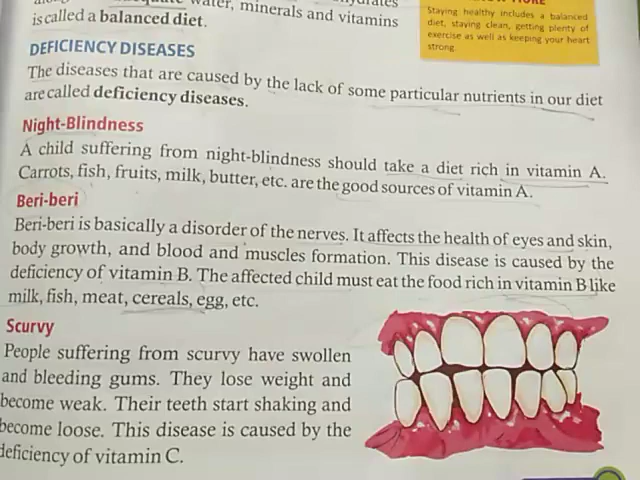 water, minerals and vitamins
is called a balanced diet.
Staying healthy includes a balanced
diet, staying clean, getting plenty of
exercise as well as keeping your heart
strong.
DEFICIENCY DISEASES
The diseases that are caused by the lack of some particular nutrients in our diet
are called deficiency diseases.
Night-Blindness
A child suffering from night-blindness should take a diet rich in vitamin A.
Carrots, fish, fruits, milk, butter, etc. are the good sources of vitamin A.
Beri-beri
Beri-beri is basically a disorder of the nerves. It affects the health of eyes and skin,
body growth, and blood and muscles formation. This disease is caused by the
deficiency of vitamin B. The affected child must eat the food rich in vitamin B like
milk, fish, meat, cereals, egg, etc.
Scurvy
People suffering from scurvy have swollen
and bleeding gums. They lose weight and
become weak. Their teeth start shaking and
become loose. This disease is caused by the
deficiency of vitamin C.